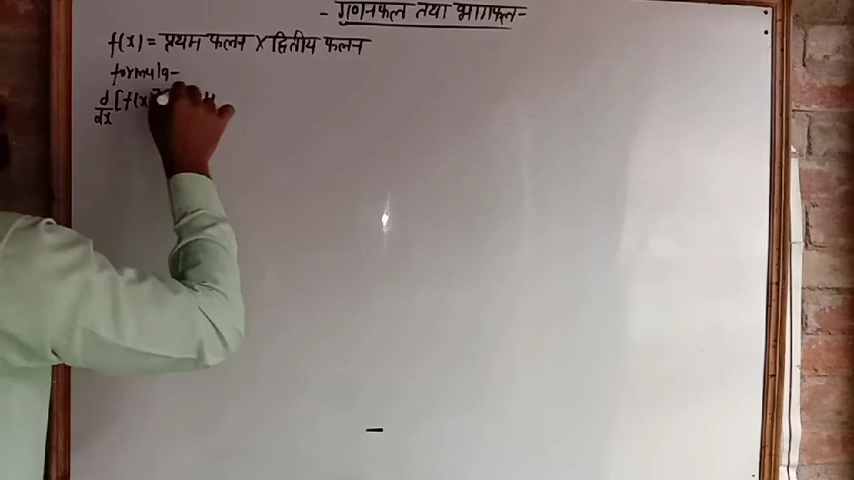 - गुणनफल तथा भागफल -
f(x) = प्रथम फलन x द्वितीय फलन
formula-
d/dx [f(x)